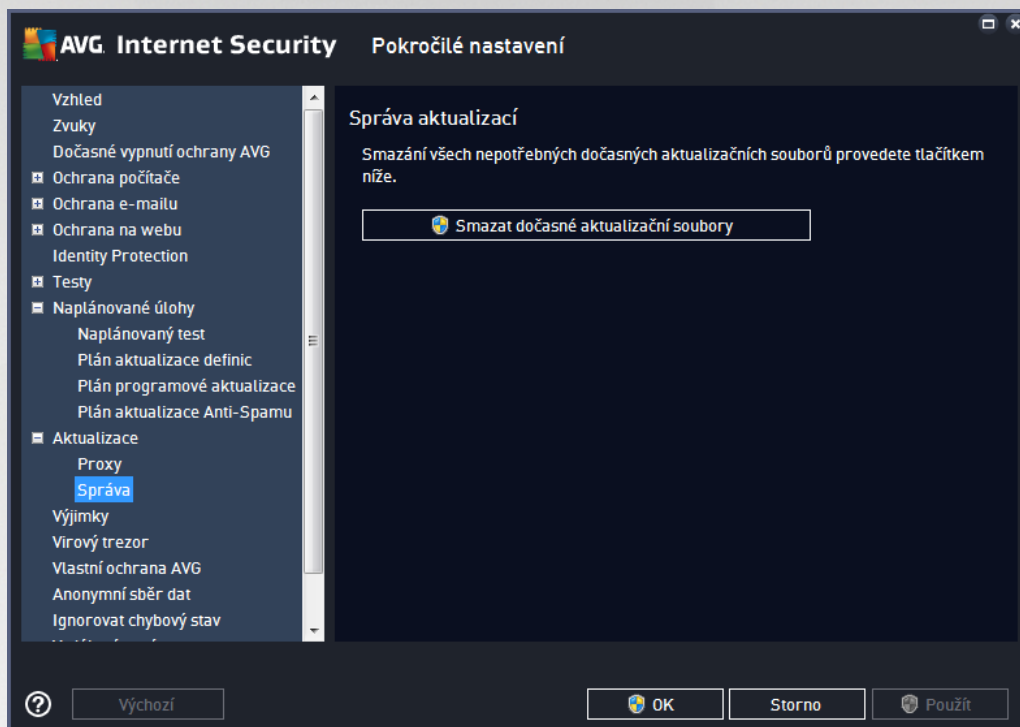 AVG Internet Security Pokročilé nastavení
Vzhled
Zvuky
Dočasné vypnutí ochrany AVG
Ochrana počítače
Ochrana e-mailu
Ochrana na webu
Identity Protection
Testy
Naplánované úlohy
Naplánovaný test
Plán aktualizace definic
Plán programové aktualizace
Plán aktualizace Anti-Spamu
Aktualizace
Proxy
Správa
Výjimky
Virový trezor
Vlastní ochrana AVG
Anonymní sběr dat
Ignorovat chybový stav
Správa aktualizací
Smazání všech nepotřebných dočasných aktualizačních souborů provedete tlačítkem
níže.
Smazat dočasné aktualizační soubory
? Výchozí OK Storno Použít